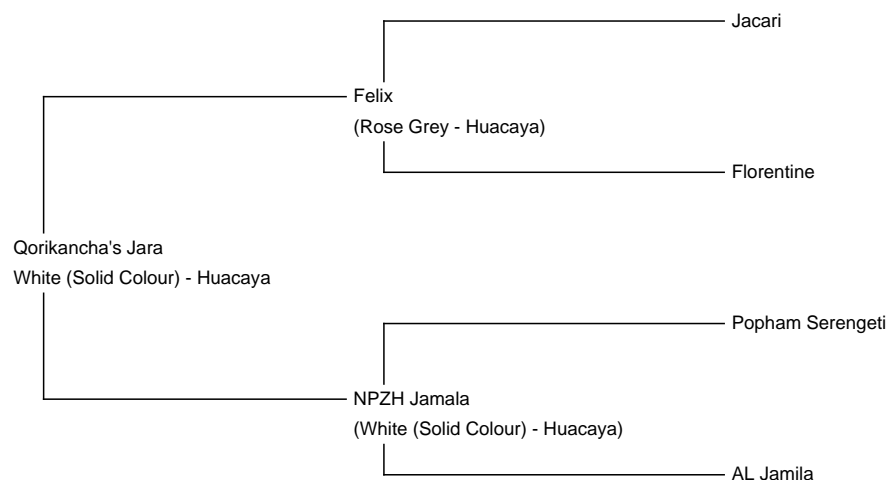 Jacari
Felix
(Rose Grey - Huacaya)
Florentine
Qorikancha's Jara
White (Solid Colour) - Huacaya
Popham Serengeti
NPZH Jamala
(White (Solid Colour) - Huacaya)
AL Jamila